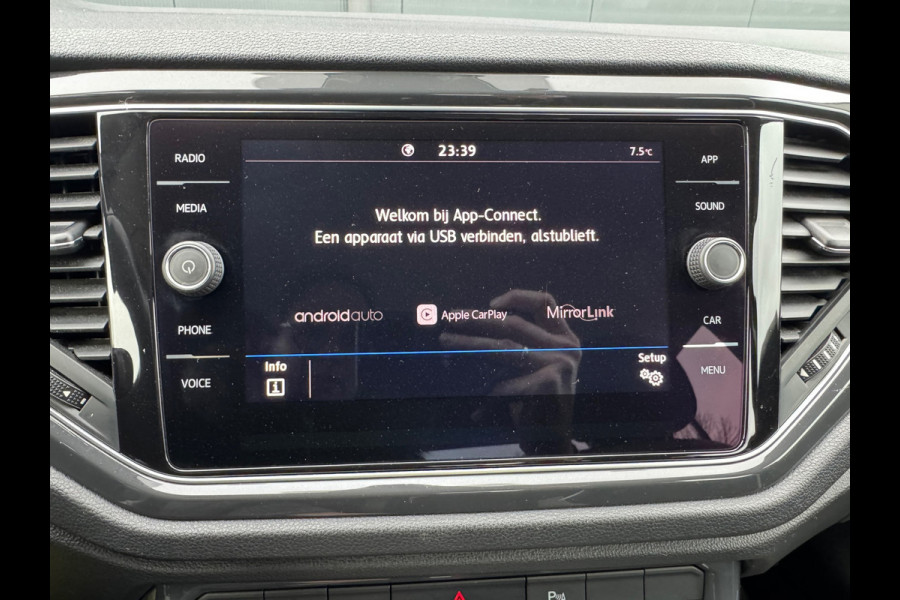 23:39
7.5°C
RADIO
MEDIA
PHONE
VOICE
Welkom bij App-Connect.
Een apparaat via USB verbinden, alstublieft.
androidauto
Apple CarPlay
MirrorLink
Info
Setup
APP
SOUND
CAR
MENU
P